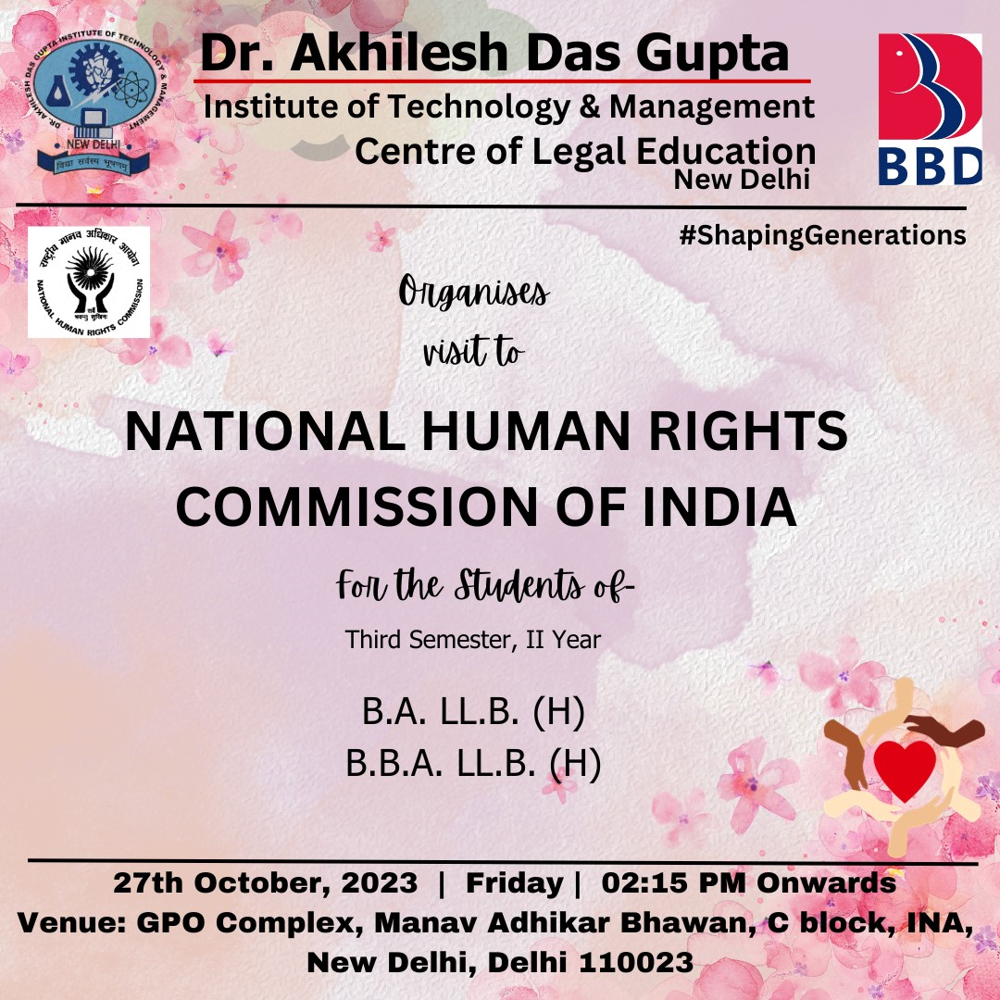 DR. AKHILESH DAS GUPTA INSTITUTE OF TECHNOLOGY & MANAGEMENT
• NEW DELHI •
विद्या सर्वस्य भूषणम्
Dr. Akhilesh Das Gupta
Institute of Technology & Management
Centre of Legal Education
New Delhi
BBD
#ShapingGenerations
राष्ट्रीय मानव अधिकार आयोग
सर्वे
भवन्तु सुखिनः
NATIONAL HUMAN RIGHTS COMMISSION
Organises
visit to
NATIONAL HUMAN RIGHTS
COMMISSION OF INDIA
For the Students of-
Third Semester, II Year
B.A. LL.B. (H)
B.B.A. LL.B. (H)
27th October, 2023 | Friday | 02:15 PM Onwards
Venue: GPO Complex, Manav Adhikar Bhawan, C block, INA,
New Delhi, Delhi 110023